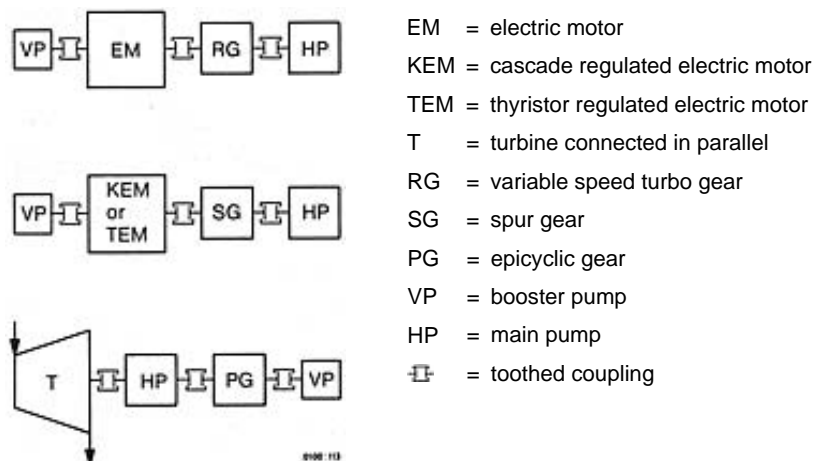 VP EM RG HP
VP KEM or TEM SG HP
T HP PG VP
EM = electric motor
KEM = cascade regulated electric motor
TEM = thyristor regulated electric motor
T = turbine connected in parallel
RG = variable speed turbo gear
SG = spur gear
PG = epicyclic gear
VP = booster pump
HP = main pump
= toothed coupling